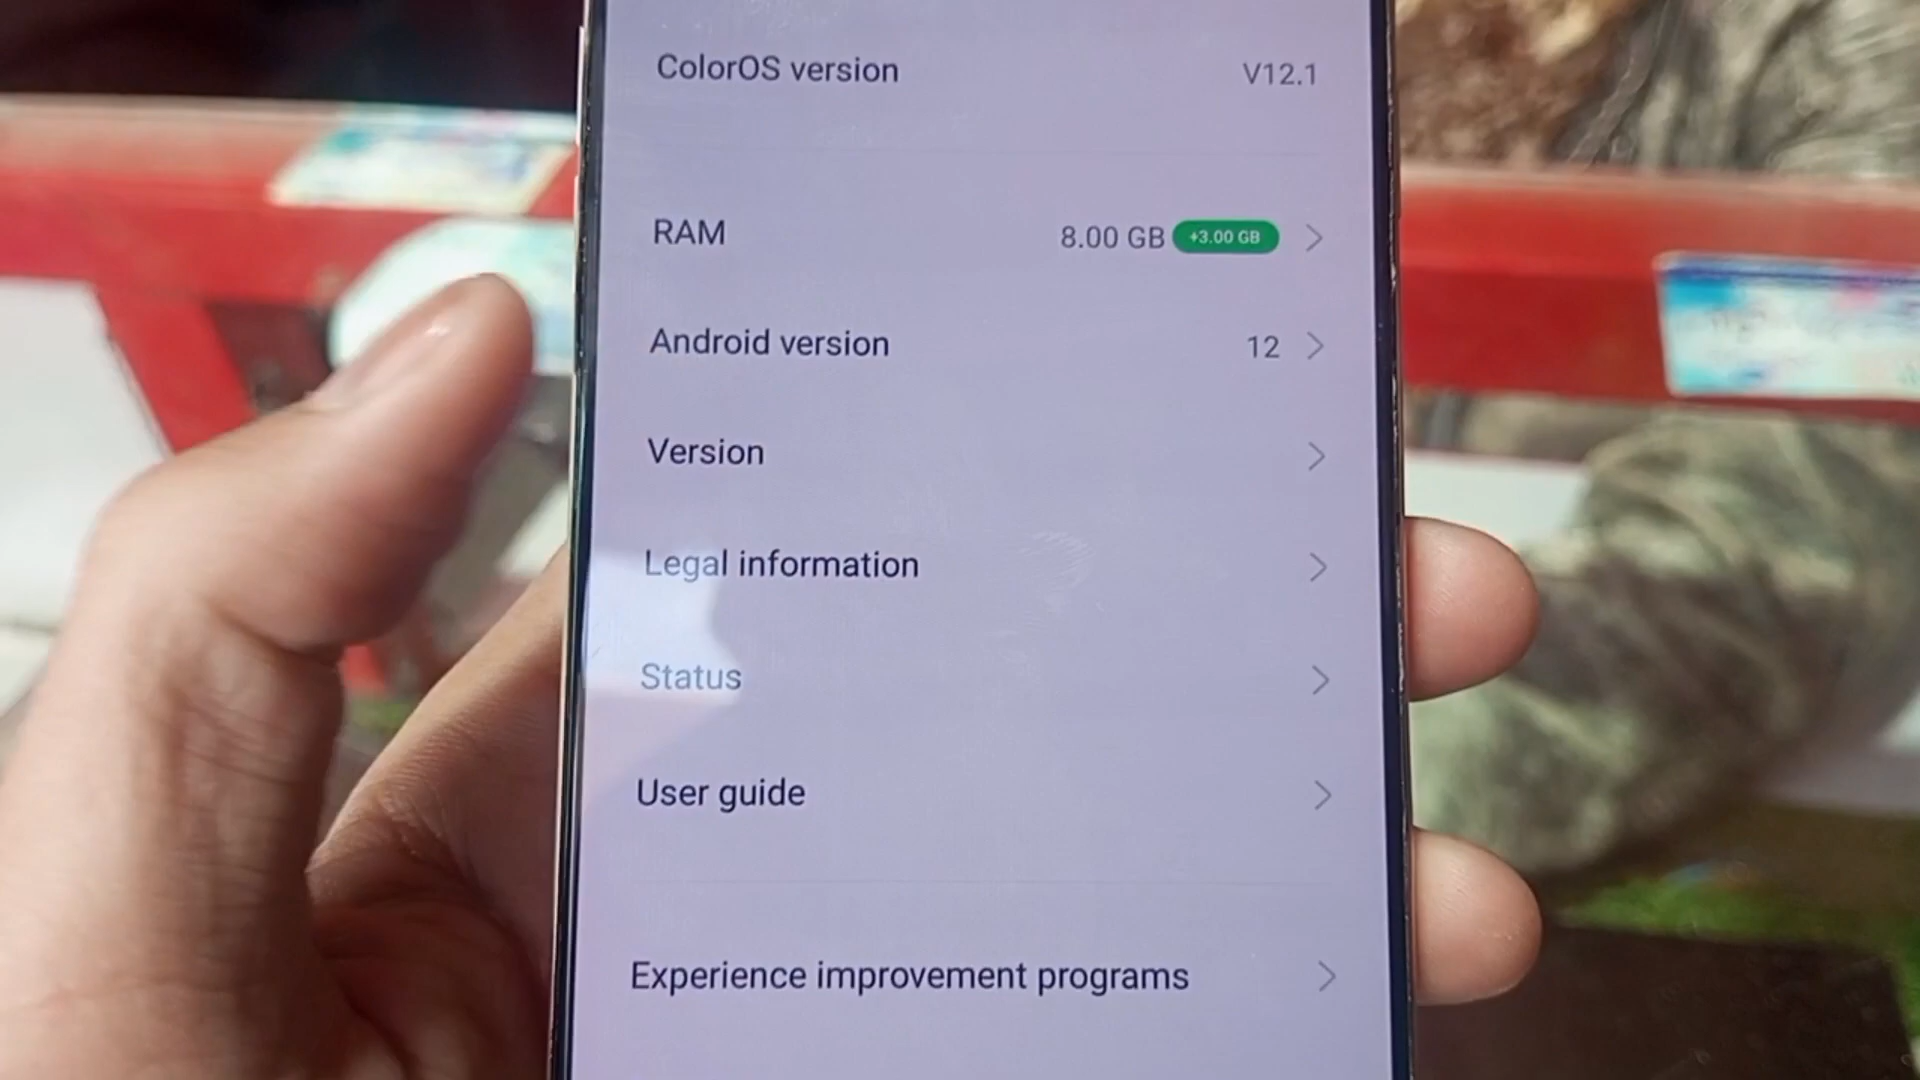 ColorOS version V12.1
RAM 8.00 GB +3.00 GB
Android version 12
Version
Legal information
Status
User guide
Experience improvement programs